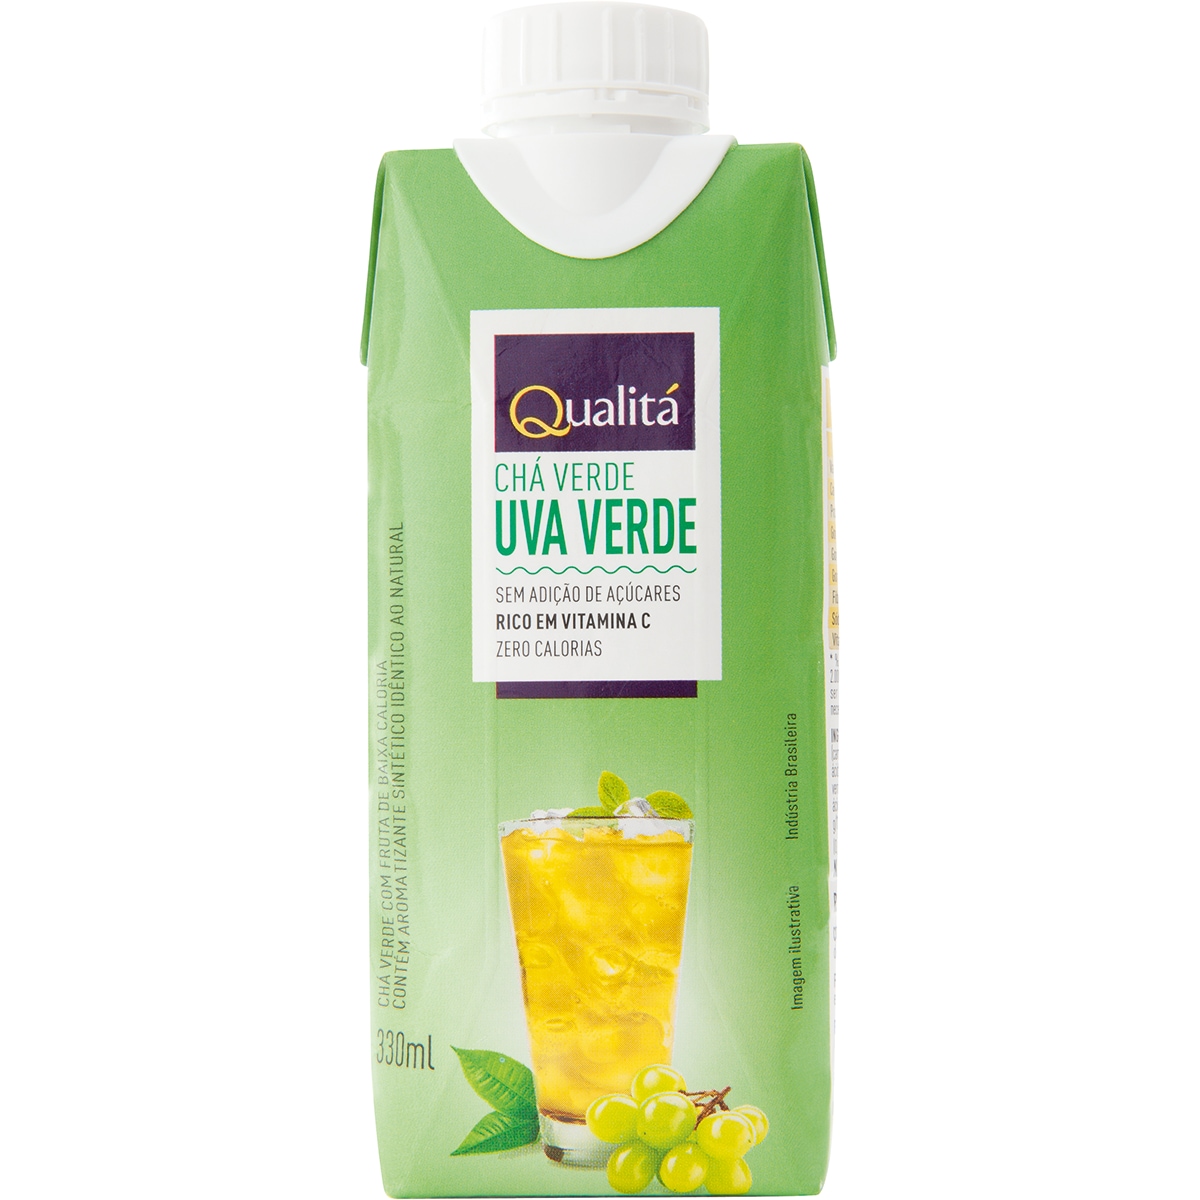 Qualitá
CHÁ VERDE
UVA VERDE
SEM ADIÇÃO DE AÇÚCARES
RICO EM VITAMINA C
ZERO CALORIAS
CHÁ VERDE COM FRUTA DE BAIXA CALORIA
CONTÉM AROMATIZANTE SINTÉTICO IDÊNTICO AO NATURAL
330ml
Indústria Brasileira
Imagem ilustrativa